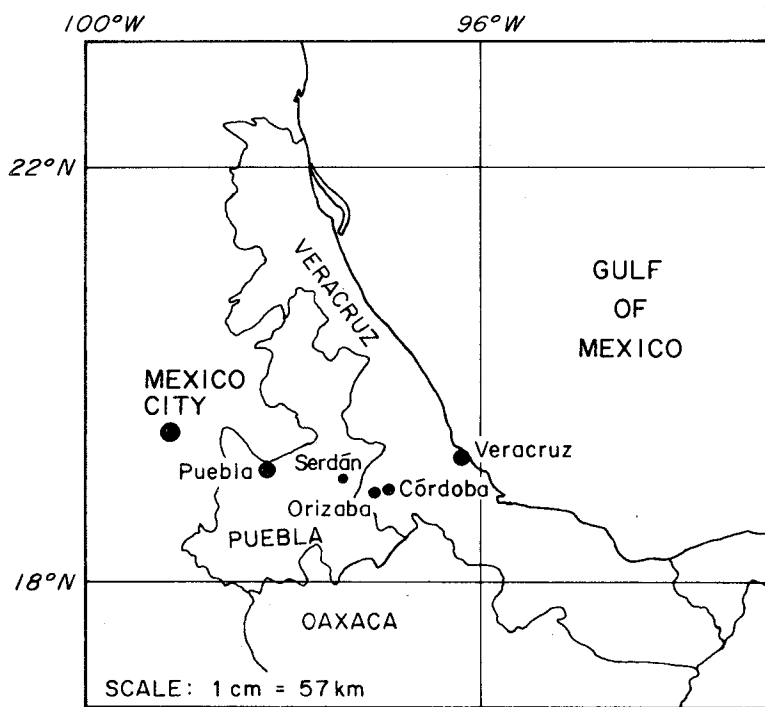 100°W
96°W
22°N
VERACRUZ
GULF
OF
MEXICO
MEXICO
CITY
Veracruz
Puebla
Serdán
Córdoba
Orizaba
PUEBLA
18°N
OAXACA
SCALE: 1 cm = 57 km